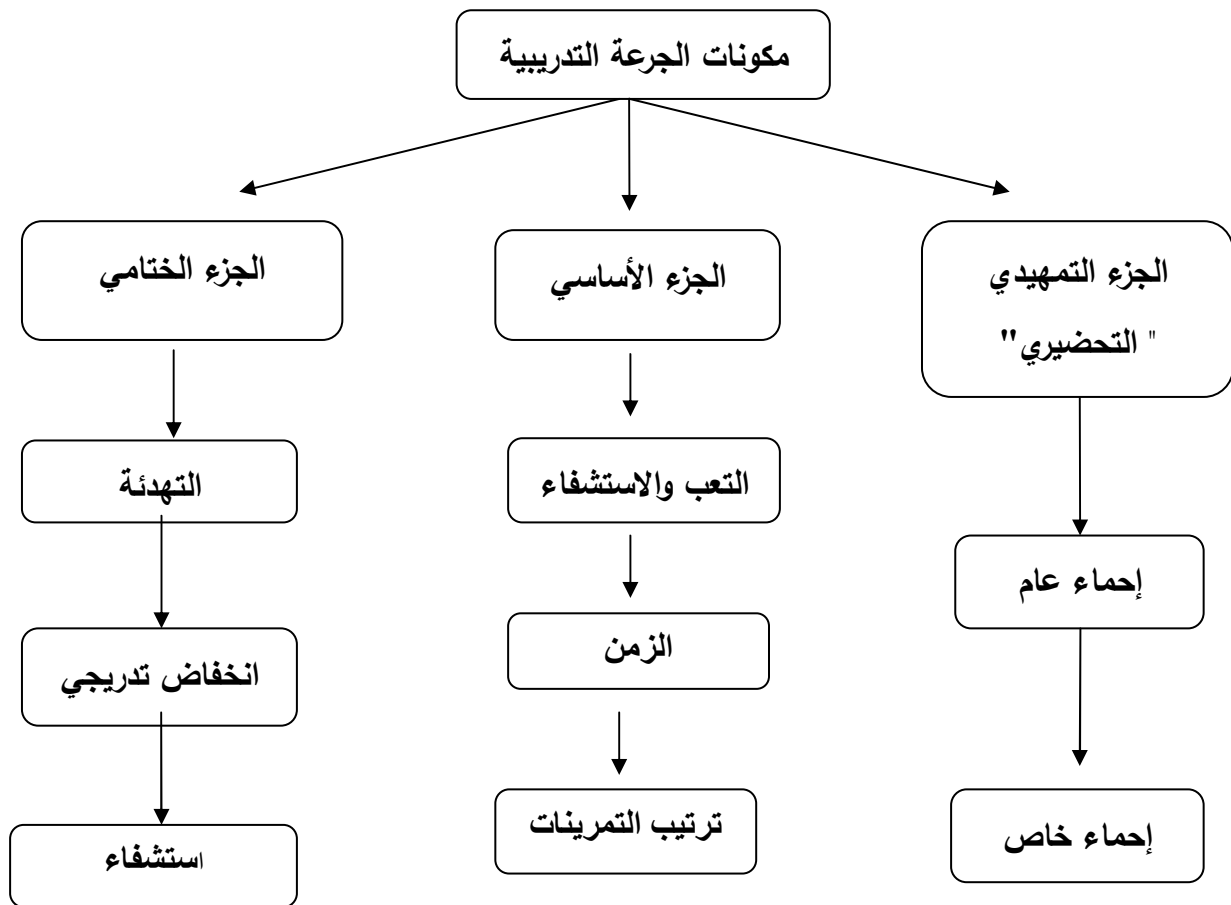 مكونات الجرعة التدريبية
الجزء التمهيدي
" التحضيري"
الجزء الأساسي
الجزء الختامي
إحماء عام
إحماء خاص
التعب والاستشفاء
الزمن
ترتيب التمرينات
التهدئة
انخفاض تدريجي
استشفاء